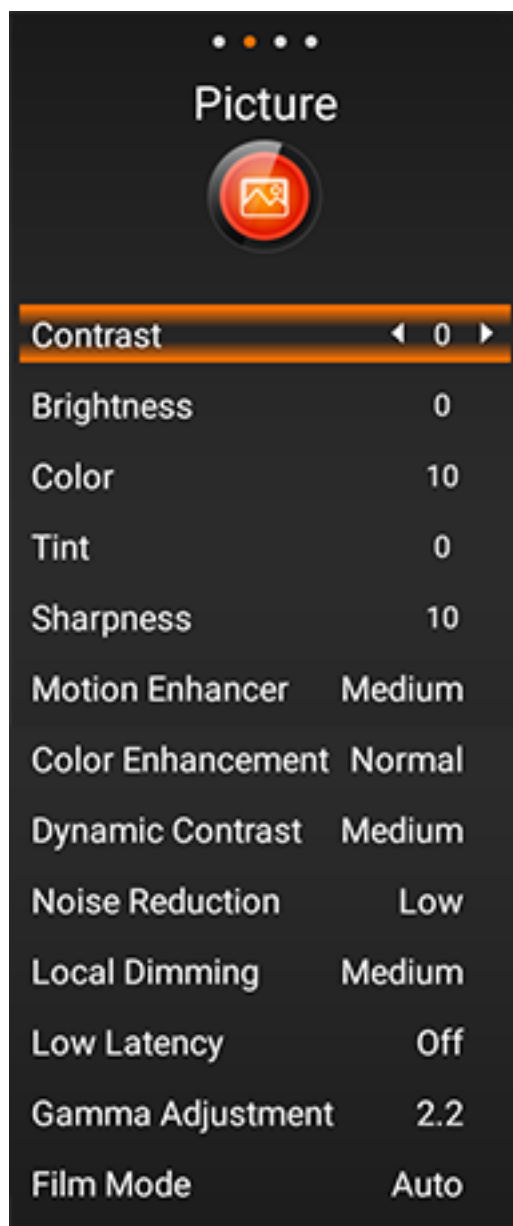 Picture
Contrast 0
Brightness 0
Color 10
Tint 0
Sharpness 10
Motion Enhancer Medium
Color Enhancement Normal
Dynamic Contrast Medium
Noise Reduction Low
Local Dimming Medium
Low Latency Off
Gamma Adjustment 2.2
Film Mode Auto